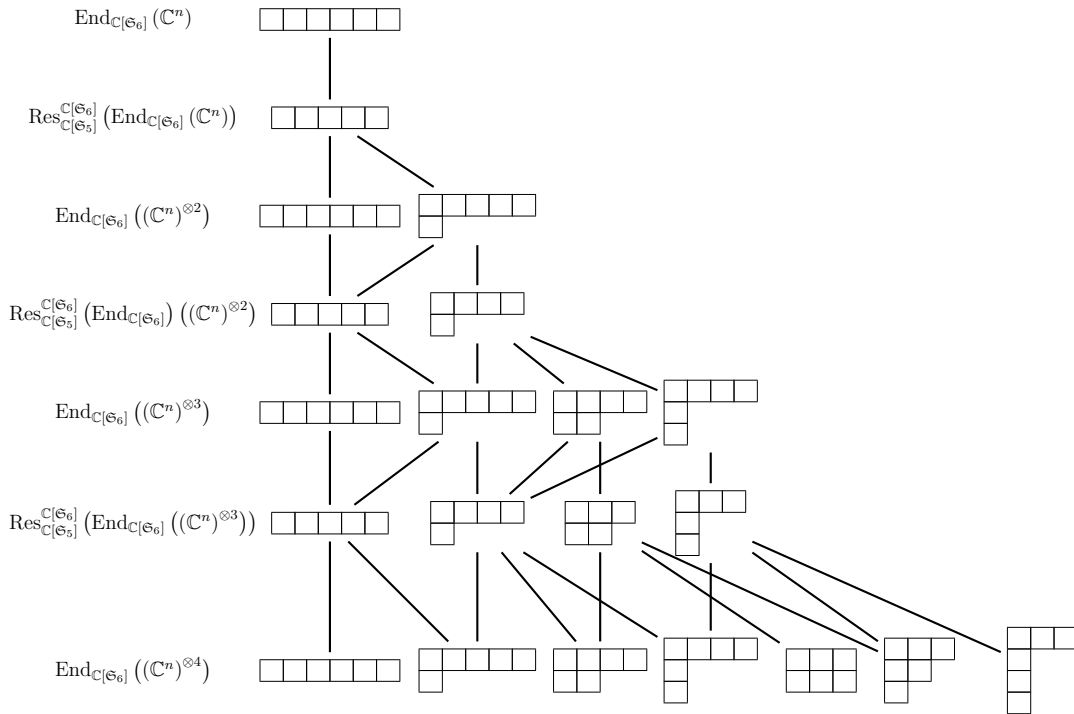 End_{ℂ[𝔖_6]} (ℂ^n)
Res^{ℂ[𝔖_6]}_{ℂ[𝔖_5]} (End_{ℂ[𝔖_6]} (ℂ^n))
End_{ℂ[𝔖_6]} ((ℂ^n)^{⊗2})
Res^{ℂ[𝔖_6]}_{ℂ[𝔖_5]} (End_{ℂ[𝔖_6]}) ((ℂ^n)^{⊗2})
End_{ℂ[𝔖_6]} ((ℂ^n)^{⊗3})
Res^{ℂ[𝔖_6]}_{ℂ[𝔖_5]} (End_{ℂ[𝔖_6]} ((ℂ^n)^{⊗3}))
End_{ℂ[𝔖_6]} ((ℂ^n)^{⊗4})